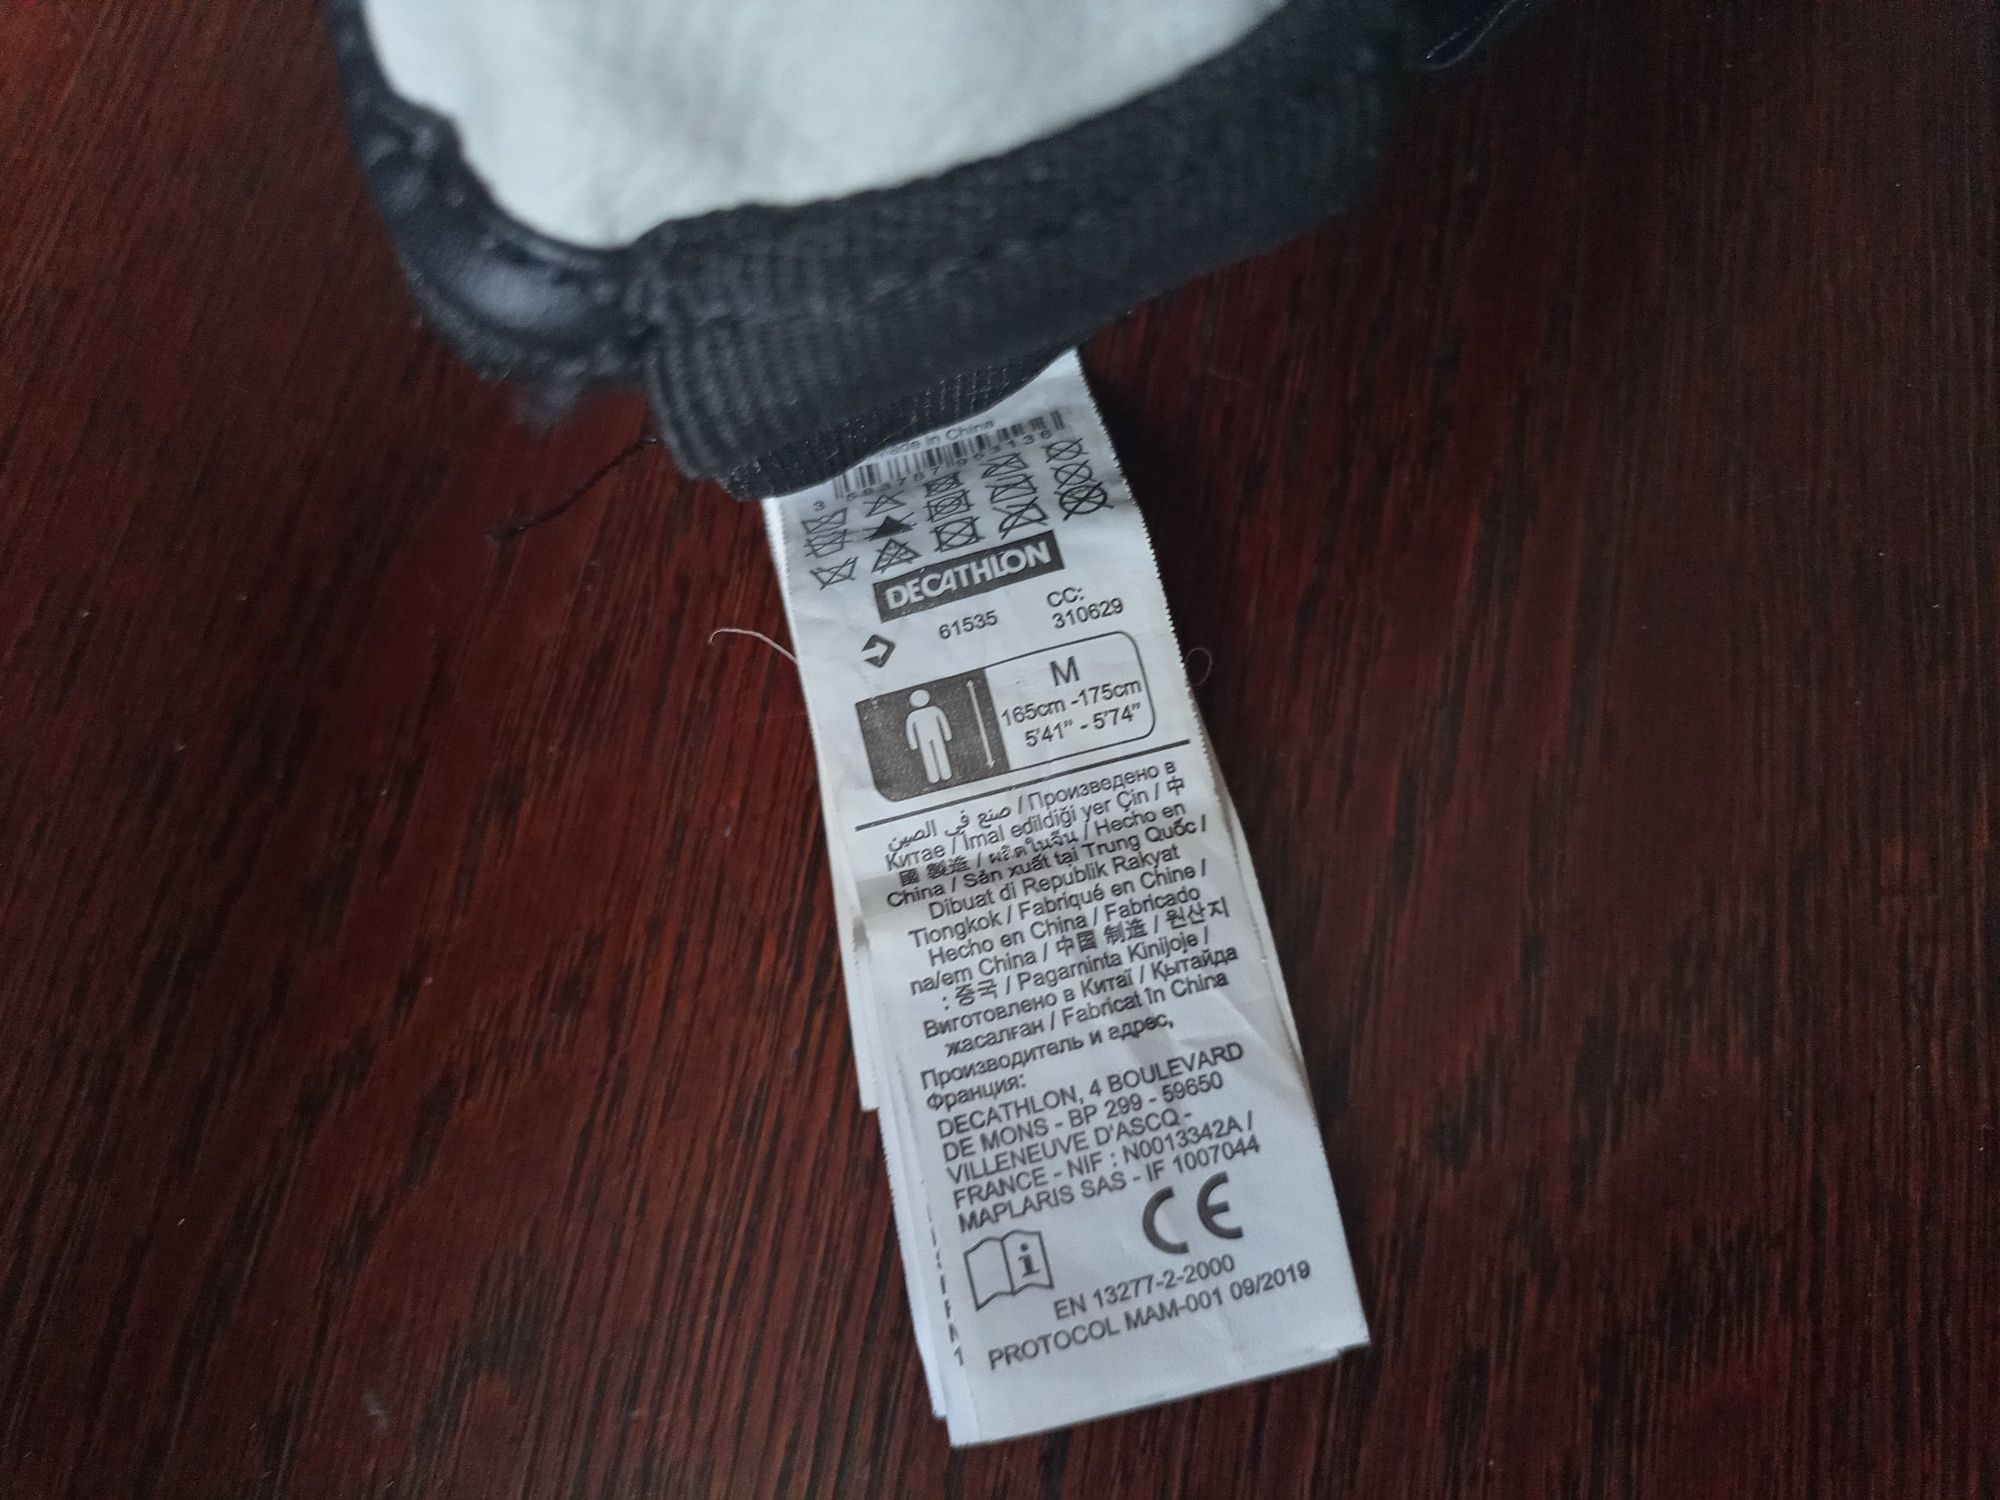 Made in China
3 583787 963136
DECATHLON
61535
CC:
310629
M
165cm -175cm
5'41" - 5'74"
صنع في الصين / Произведено в
Китае / İmal edildiği yer Çin / 中
國 製造 / ผลิตในจีน / Hecho en
China / Sản xuất tại Trung Quốc /
Dibuat di Republik Rakyat
Tiongkok / Fabriqué en Chine /
Hecho en China / Fabricado
na/em China / 中国 制造 / 원산지
: 중국 / Pagaminta Kinijoje /
Виготовлено в Китаї / Қытайда
жасалған / Fabricat în China
Производитель и адрес,
Франция:
DECATHLON, 4 BOULEVARD
DE MONS - BP 299 - 59650
VILLENEUVE D'ASCQ -
FRANCE - NIF : N0013342A /
MAPLARIS SAS - IF 1007044
CE
EN 13277-2-2000
PROTOCOL MAM-001 09/2019